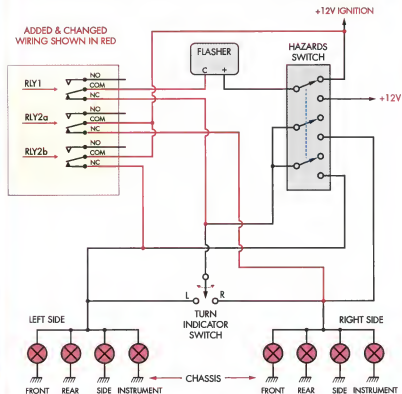 +12V IGNITION
ADDED & CHANGED
WIRING SHOWN IN RED
FLASHER
C +
HAZARDS
SWITCH
RLY1
NO
COM
NC
+12V
RLY2a
NO
COM
NC
RLY2b
NO
COM
NC
L R
TURN
INDICATOR
SWITCH
LEFT SIDE
RIGHT SIDE
FRONT REAR SIDE INSTRUMENT
CHASSIS
FRONT REAR SIDE INSTRUMENT